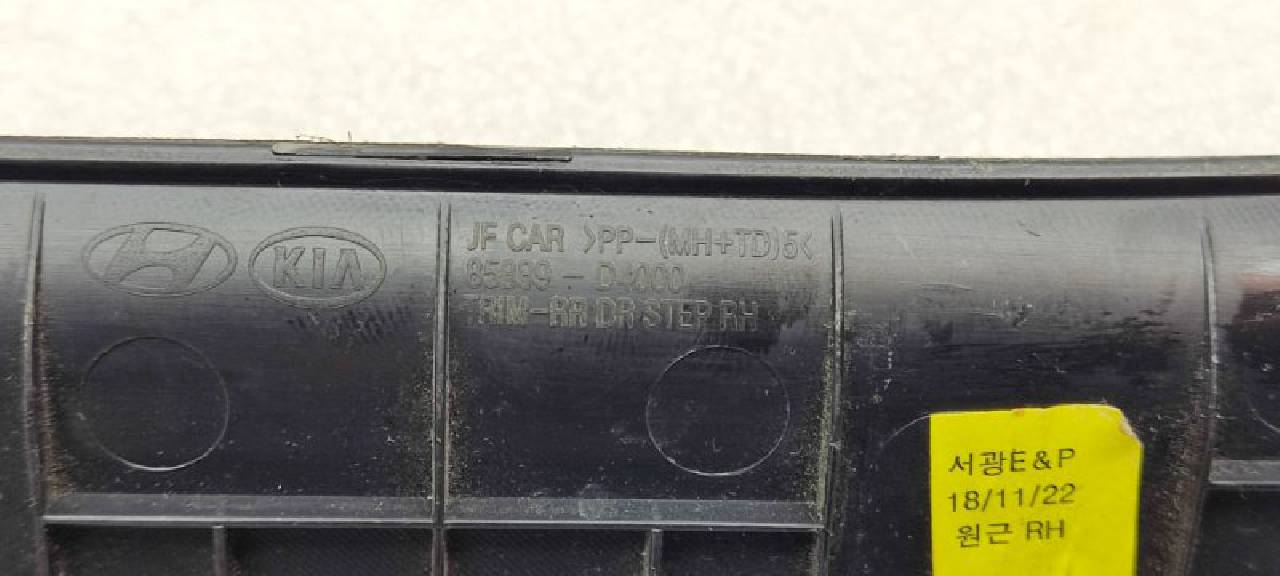 KIA
JF CAR >PP-(MH+TD)5<
85899 - D4000
TRIM-RR DR STEP RH
서광E&P
18/11/22
원근 RH